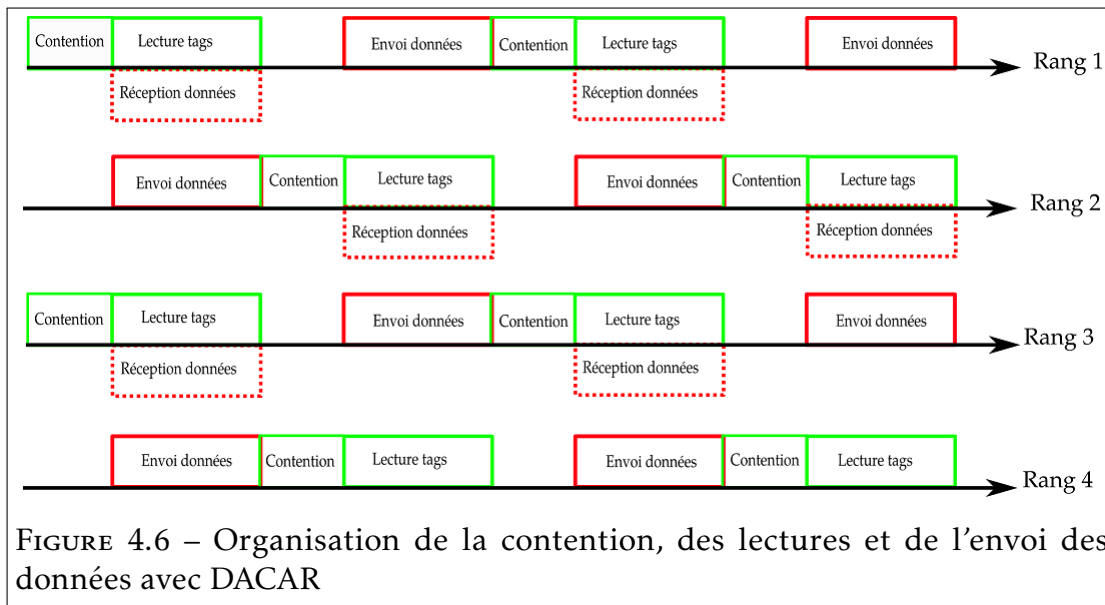 Contention Lecture tags Envoi données Contention Lecture tags Envoi données
Rang 1
Réception données Réception données
Envoi données Contention Lecture tags Envoi données Contention Lecture tags
Rang 2
Réception données Réception données
Contention Lecture tags Envoi données Contention Lecture tags Envoi données
Rang 3
Réception données Réception données
Envoi données Contention Lecture tags Envoi données Contention Lecture tags
Rang 4
FIGURE 4.6 – Organisation de la contention, des lectures et de l'envoi des
données avec DACAR